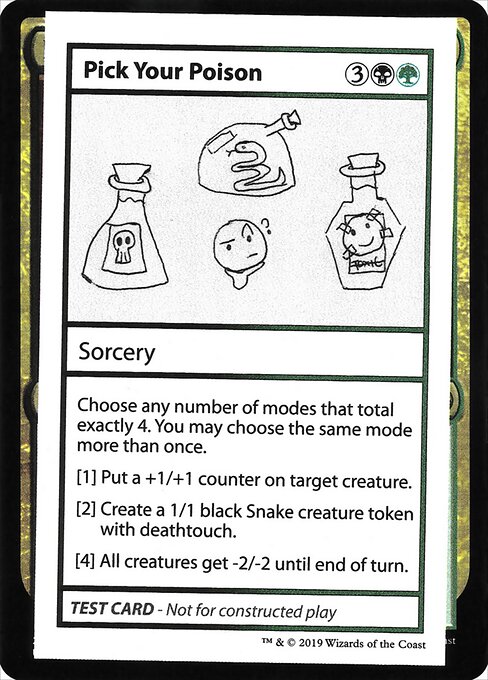 Pick Your Poison 3
TOXIC
Sorcery
Choose any number of modes that total
exactly 4. You may choose the same mode
more than once.
[1] Put a +1/+1 counter on target creature.
[2] Create a 1/1 black Snake creature token
with deathtouch.
[4] All creatures get -2/-2 until end of turn.
TEST CARD - Not for constructed play
™ & © 2019 Wizards of the Coast